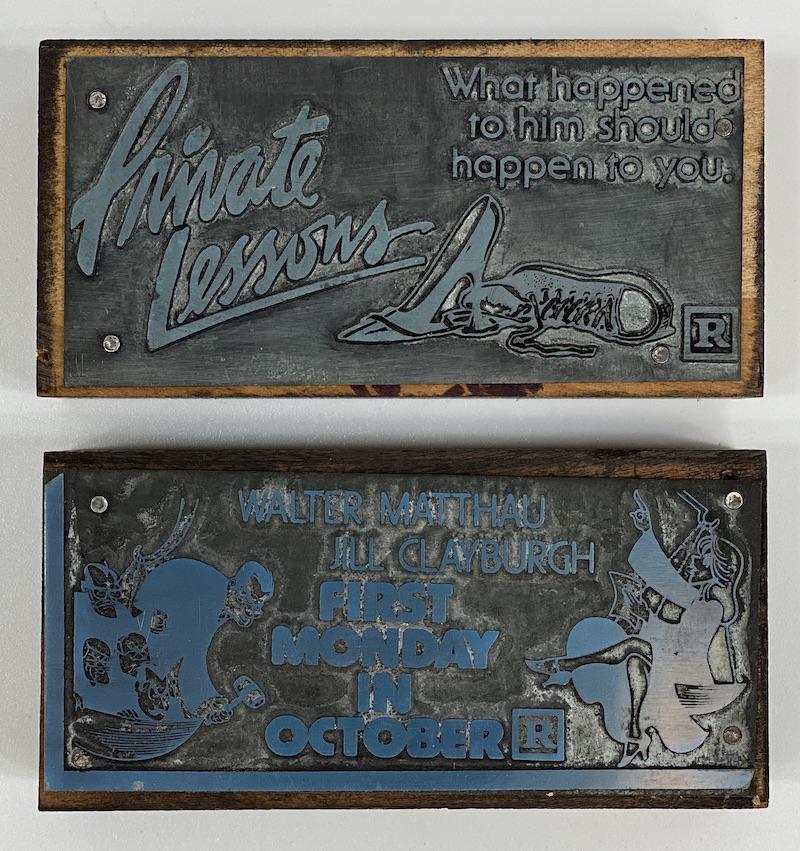 Private
Lessons
What happened
to him should
happen to you.
R
WALTER MATTHAU
JILL CLAYBURGH
FIRST
MONDAY
IN
OCTOBER R